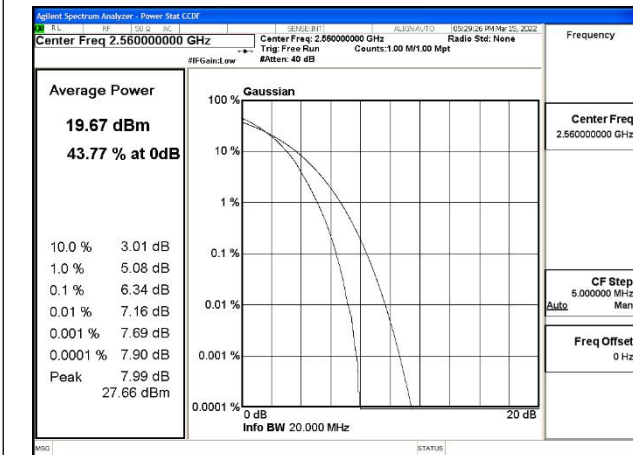 Agilent Spectrum Analyzer - Power Stat CCDF
RL RF 50 Ω AC SENSE:INT ALIGN AUTO 05:29:26 PM Mar 15, 2022
Center Freq 2.560000000 GHz
Center Freq: 2.560000000 GHz Radio Std: None
Trig: Free Run Counts:1.00 M/1.00 Mpt
#IFGain:Low #Atten: 40 dB
Frequency
Average Power
19.67 dBm
43.77 % at 0dB
10.0 % 3.01 dB
1.0 % 5.08 dB
0.1 % 6.34 dB
0.01 % 7.16 dB
0.001 % 7.69 dB
0.0001 % 7.90 dB
Peak 7.99 dB
27.66 dBm
Gaussian
100 %
10 %
1 %
0.1 %
0.01 %
0.001 %
0.0001 %
0 dB 20 dB
Info BW 20.000 MHz
Center Freq
2.560000000 GHz
CF Step
5.000000 MHz
Auto Man
Freq Offset
0 Hz
MSG STATUS